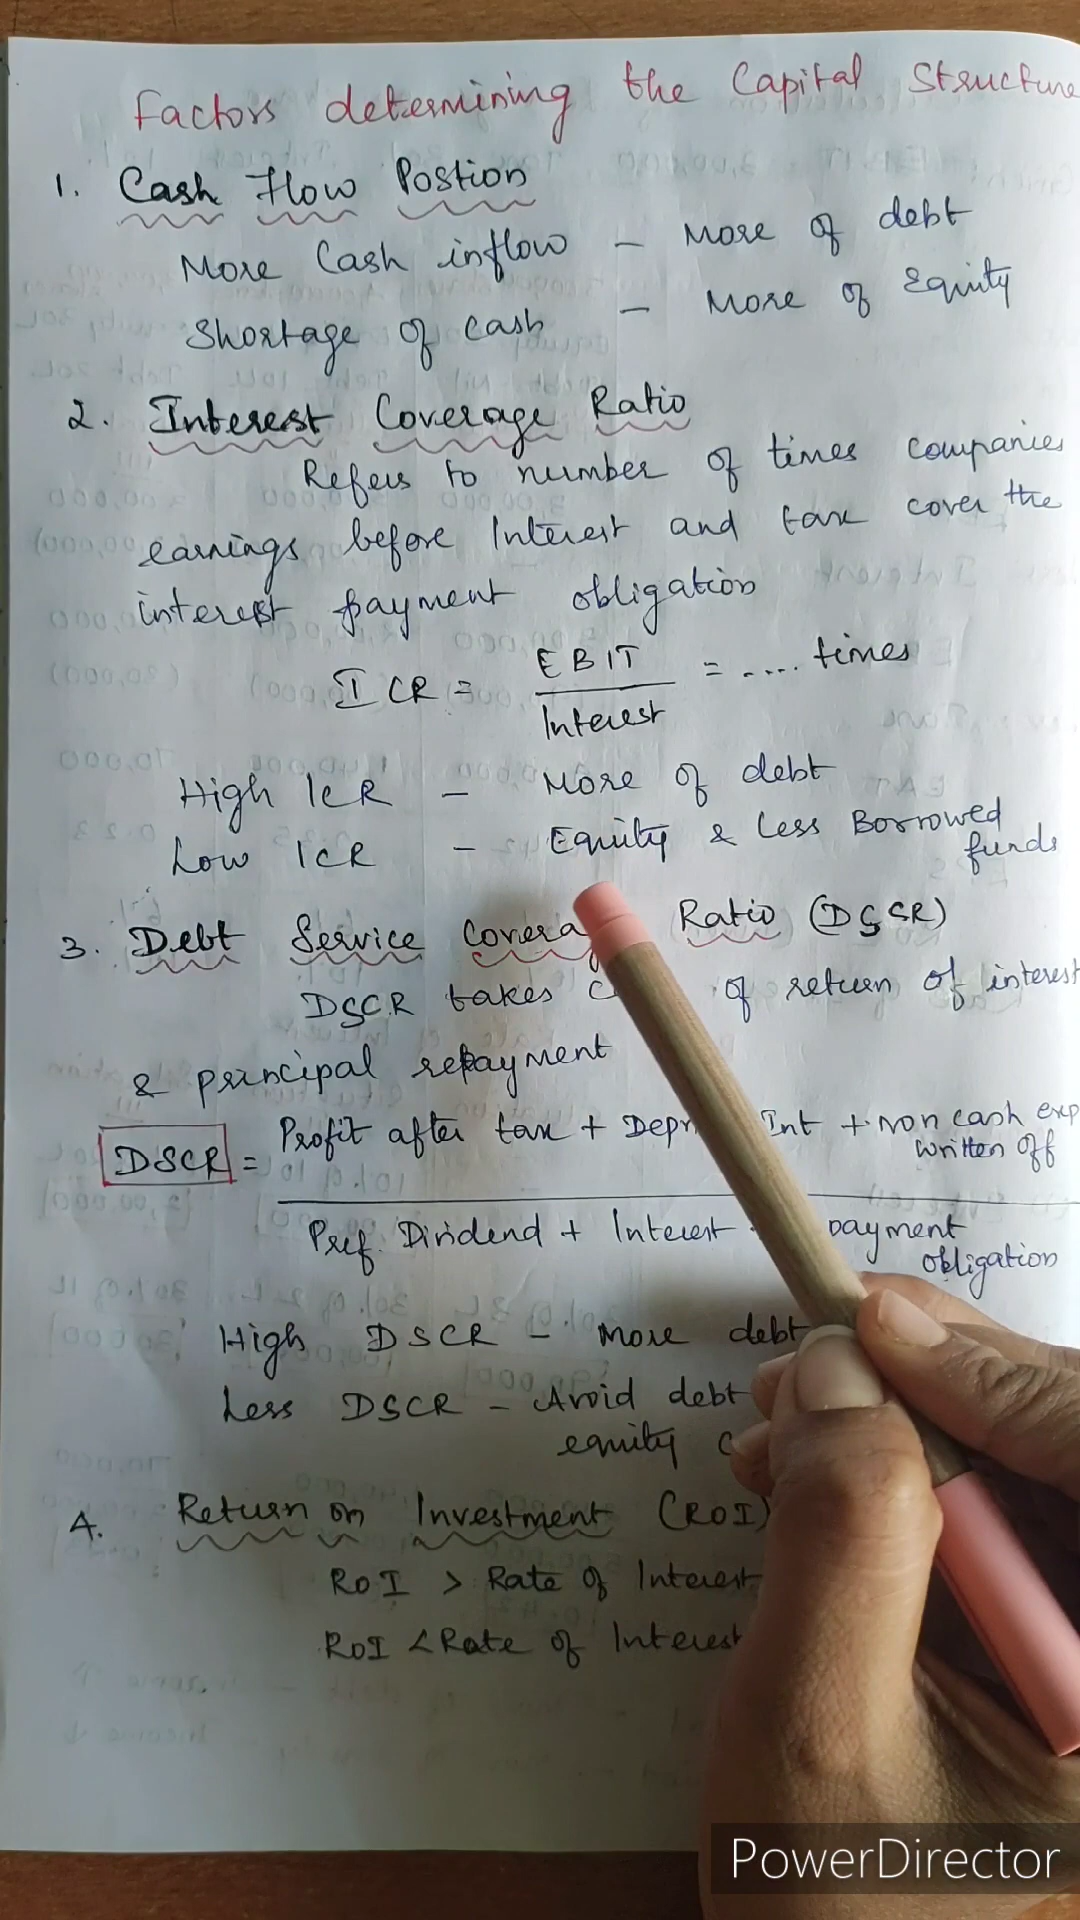 Factors determining the Capital Structure
1. Cash Flow Postion
More Cash inflow – More of debt
Shortage of cash – More of Equity
2. Interest Coverage Ratio
Refers to number of times companies
earnings before Interest and tax cover the
interest payment obligation
ICR = EBIT / Interest = .... times
High ICR – More of debt
Low ICR – Equity & Less Borrowed
funds
3. Debt Service Ratio (DSCR)
DSCR takes of return of interest
& principal repayment
DSCR = Profit after tax + Int + Non cash exp
written off
Pref. Dividend + Interest
obligation
High DSCR – More debt
Less DSCR – Avoid debt
equity
4. Return on Investment (ROI)
ROI > Rate of Interest
ROI < Rate of Interest
PowerDirector